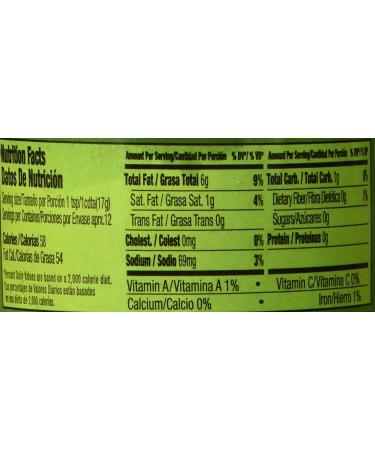 Nutrition Facts
Datos De Nutrición
Serving size/Tamaño por Porción 1 tsp/1cdta(17g)
Servings per Container/Porciones por Envase aprx.12
Calories / Calorías 58
Fat Cal./Calorías de Grasa 54
*Percent Daily Values are based on a 2,000 calorie diet.
*Los porcentajes de Valores Diarios están basados
en una dieta de 2,000 calorías.
Amount Per Serving/Cantidad Por Porción % DV*/ % VD*
Total Fat / Grasa Total 6g 9%
Sat. Fat / Grasa Sat. 1g 4%
Trans Fat / Grasa Trans 0g
Cholest. / Colest 0mg 0%
Sodium / Sodio 69mg 3%
Amount Per Serving/Cantidad Por Porción % DV*/ %
Total Carb. / Total Carb. 1g
Dietary Fiber/Fibra Dietética 0g
Sugars/Azúcares 0g
Protein / Proteínas 0g
Vitamin A/Vitamina A 1% • Vitamin C/Vitamina C 0%
Calcium/Calcio 0% • Iron/Hierro 1%